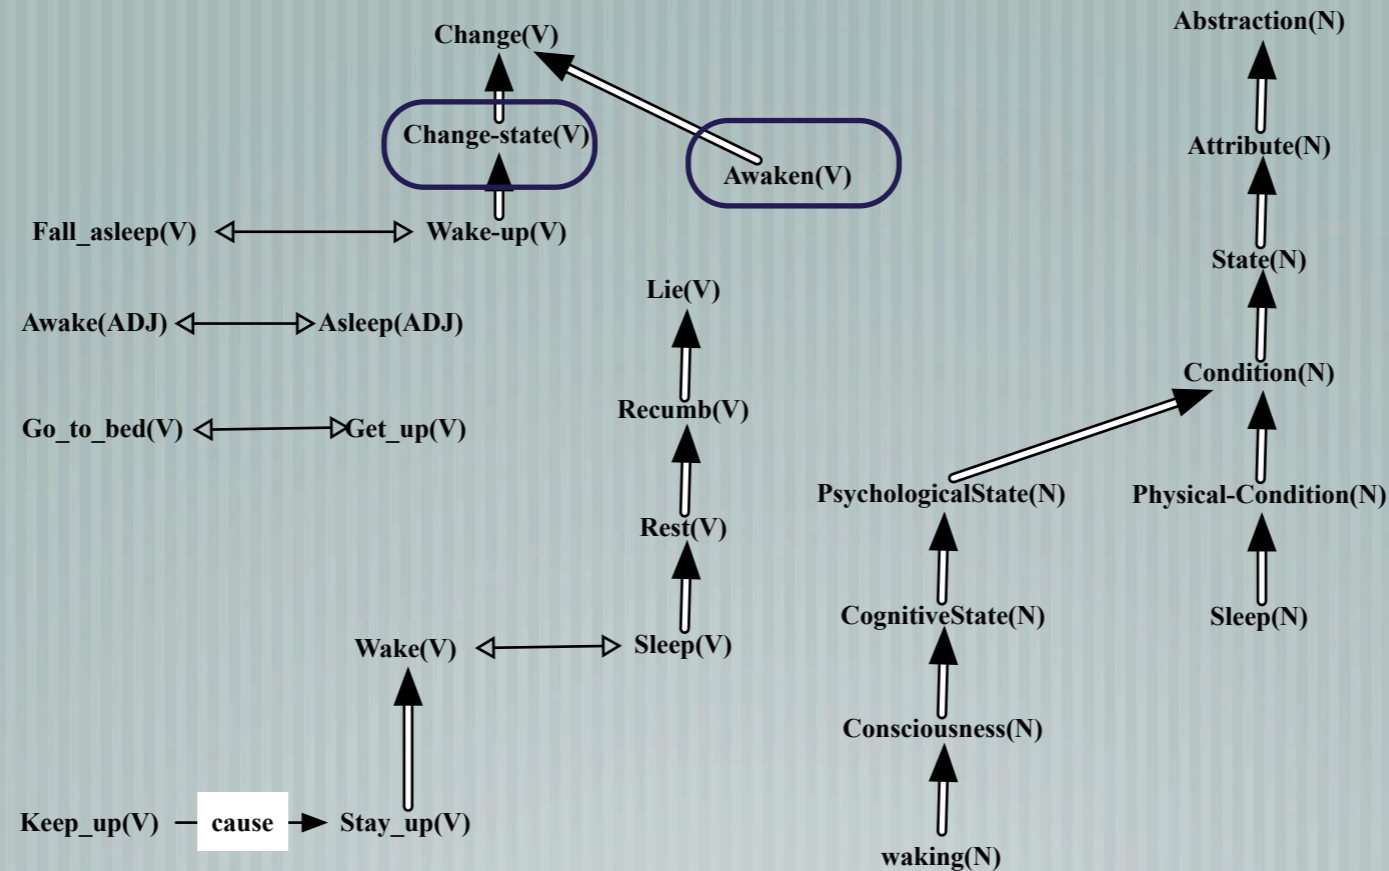 Abstraction(N)
Change(V)
Change-state(V)
Attribute(N)
Awaken(V)
Fall_asleep(V) Wake-up(V)
State(N)
Lie(V)
Awake(ADJ) Asleep(ADJ)
Condition(N)
Recumb(V)
Go_to_bed(V) Get_up(V)
PsychologicalState(N) Physical-Condition(N)
Rest(V)
CognitiveState(N) Sleep(N)
Wake(V) Sleep(V)
Consciousness(N)
Keep_up(V) cause Stay_up(V)
waking(N)